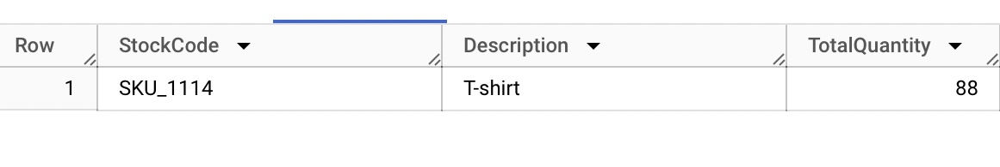 Row StockCode Description TotalQuantity
1 SKU_1114 T-shirt 88